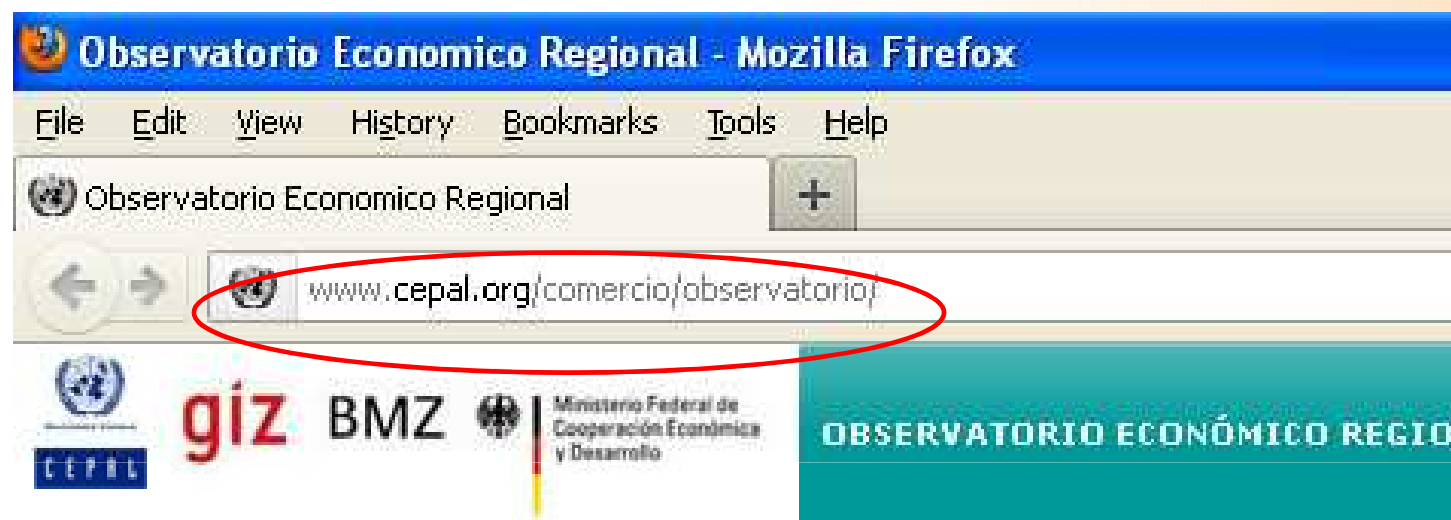 Observatorio Economico Regional - Mozilla Firefox
File Edit View History Bookmarks Tools Help
Observatorio Economico Regional +
www.cepal.org/comercio/observatorio/
giz BMZ Ministerio Federal de
Cooperación Económica
y Desarrollo
CEPAL
OBSERVATORIO ECONÓMICO REGIO